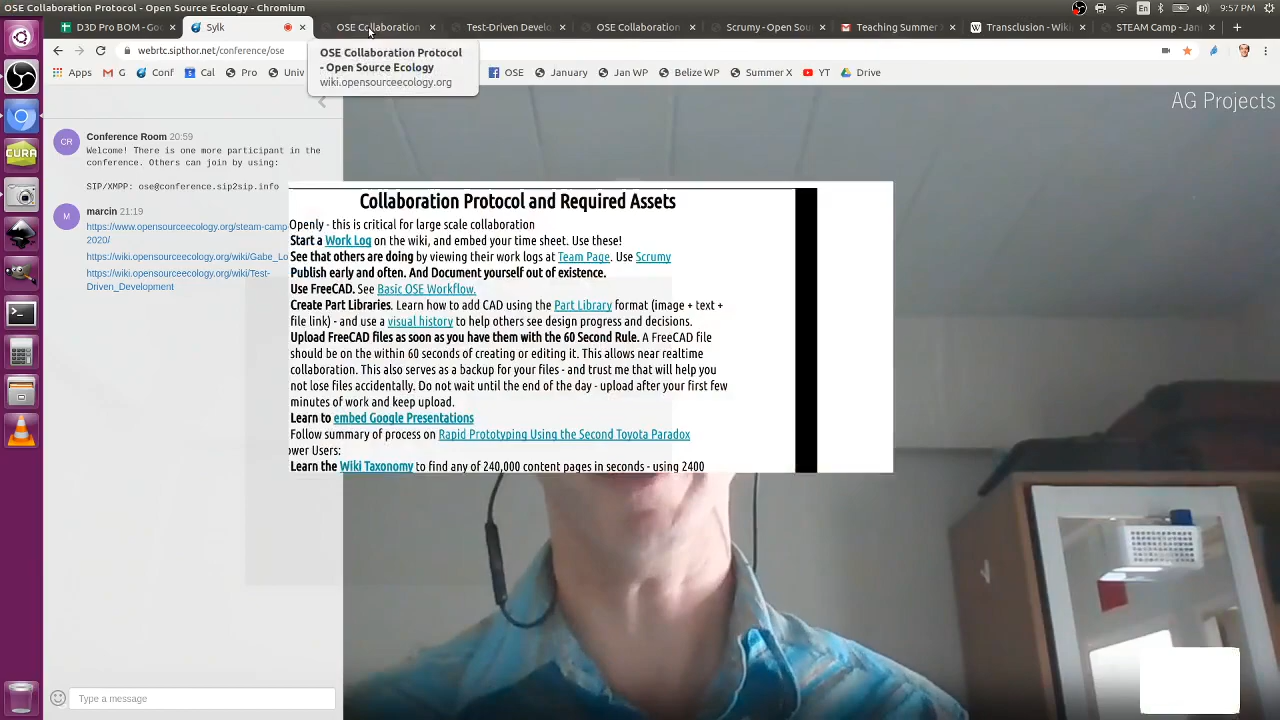 OSE Collaboration Protocol - Open Source Ecology - Chromium
9:57 PM
D3D Pro BOM - Goo
Sylk
OSE Collaboration
Test-Driven Develo
OSE Collaboration
Scrumy - Open Sou
Teaching Summer
Transclusion - Wiki
STEAM Camp - Jan
webrtc.sipthor.net/conference/ose
OSE Collaboration Protocol
- Open Source Ecology
wiki.opensourceecology.org
Apps
G
Coding
Cal
Pro
Univ
OSE
January
Jan WP
Belize WP
Summer X
YT
Drive
AG Projects
CR
Conference Room 20:59
Welcome! There is one more participant in the
conference. Others can join by using:
SIP/XMPP: ose@conference.sip2sip.info
M
marcin 21:19
https://www.opensourceecology.org/steam-camp-
2020/
https://wiki.opensourceecology.org/wiki/Gabe_Lo
https://wiki.opensourceecology.org/wiki/Test-
Driven_Development
Collaboration Protocol and Required Assets
Openly - this is critical for large scale collaboration
Start a Work Log on the wiki, and embed your time sheet. Use these!
See that others are doing by viewing their work logs at Team Page. Use Scrumy
Publish early and often. And Document yourself out of existence.
Use FreeCAD. See Basic OSE Workflow.
Create Part Libraries. Learn how to add CAD using the Part Library format (image + text +
file link) - and use a visual history to help others see design progress and decisions.
Upload FreeCAD files as soon as you have them with the 60 Second Rule. A FreeCAD file
should be on the within 60 seconds of creating or editing it. This allows near realtime
collaboration. This also serves as a backup for your files - and trust me that will help you
not lose files accidentally. Do not wait until the end of the day - upload after your first few
minutes of work and keep upload.
Learn to embed Google Presentations
Follow summary of process on Rapid Prototyping Using the Second Toyota Paradox
ower Users:
Learn the Wiki Taxonomy to find any of 240,000 content pages in seconds - using 2400
Type a message
CURA